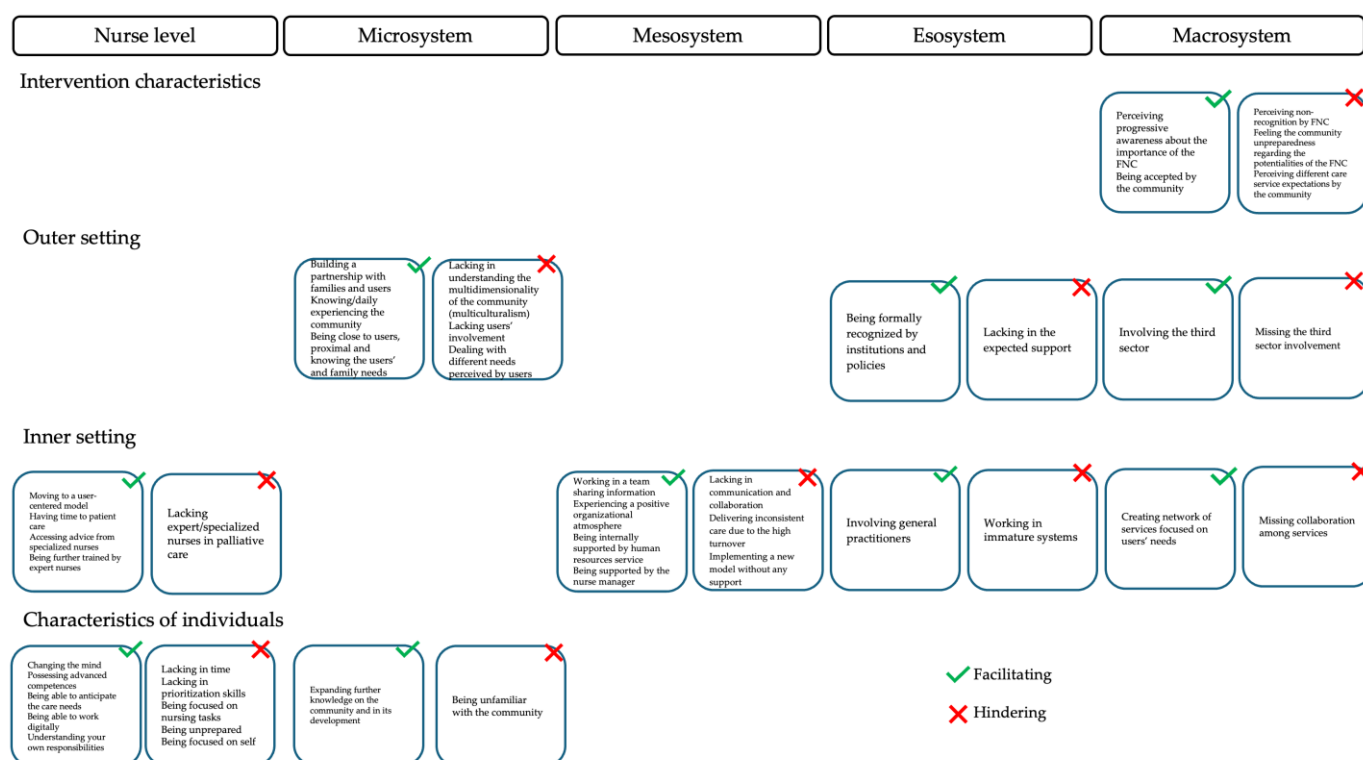 Nurse level
Microsystem
Mesosystem
Esosystem
Macrosystem
Intervention characteristics
Perceiving
progressive
awareness about the
importance of the
FNC
Being accepted by
the community
Perceiving non-
recognition by FNC
Feeling the community
unpreparedness
regarding the
potentialities of the FNC
Perceiving different care
service expectations by
the community
Outer setting
Building a
partnership with
families and users
Knowing/daily
experiencing the
community
Being close to users,
proximal and
knowing the users'
and family needs
Lacking in
understanding the
multidimensionality
of the community
(multiculturalism)
Lacking users'
involvement
Dealing with
different needs
perceived by users
Being formally
recognized by
institutions and
policies
Lacking in the
expected support
Involving the third
sector
Missing the third
sector involvement
Inner setting
Moving to a user-
centered model
Having time to patient
care
Accessing advice from
specialized nurses
Being further trained by
expert nurses
Lacking
expert/specialized
nurses in palliative
care
Working in a team
sharing information
Experiencing a positive
organizational
atmosphere
Being internally
supported by human
resources service
Being supported by the
nurse manager
Lacking in
communication and
collaboration
Delivering inconsistent
care due to the high
turnover
Implementing a new
model without any
support
Involving general
practitioners
Working in
immature systems
Creating network of
services focused on
users' needs
Missing collaboration
among services
Characteristics of individuals
Changing the mind
Possessing advanced
competences
Being able to anticipate
the care needs
Being able to work
digitally
Understanding your
own responsibilities
Lacking in time
Lacking in
prioritization skills
Being focused on
nursing tasks
Being unprepared
Being focused on self
Expanding further
knowledge on the
community and in its
development
Being unfamiliar
with the community
Facilitating
Hindering